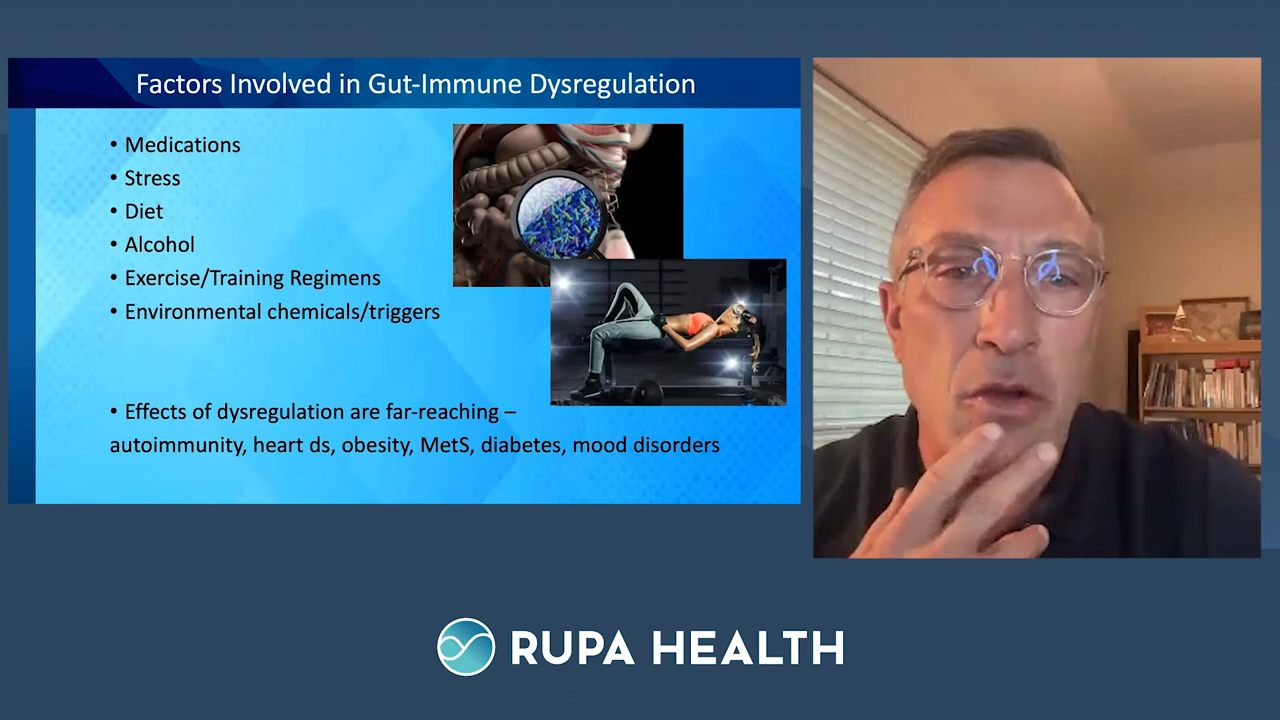 Factors Involved in Gut-Immune Dysregulation
• Medications
• Stress
• Diet
• Alcohol
• Exercise/Training Regimens
• Environmental chemicals/triggers
• Effects of dysregulation are far-reaching –
autoimmunity, heart ds, obesity, MetS, diabetes, mood disorders
RUPA HEALTH